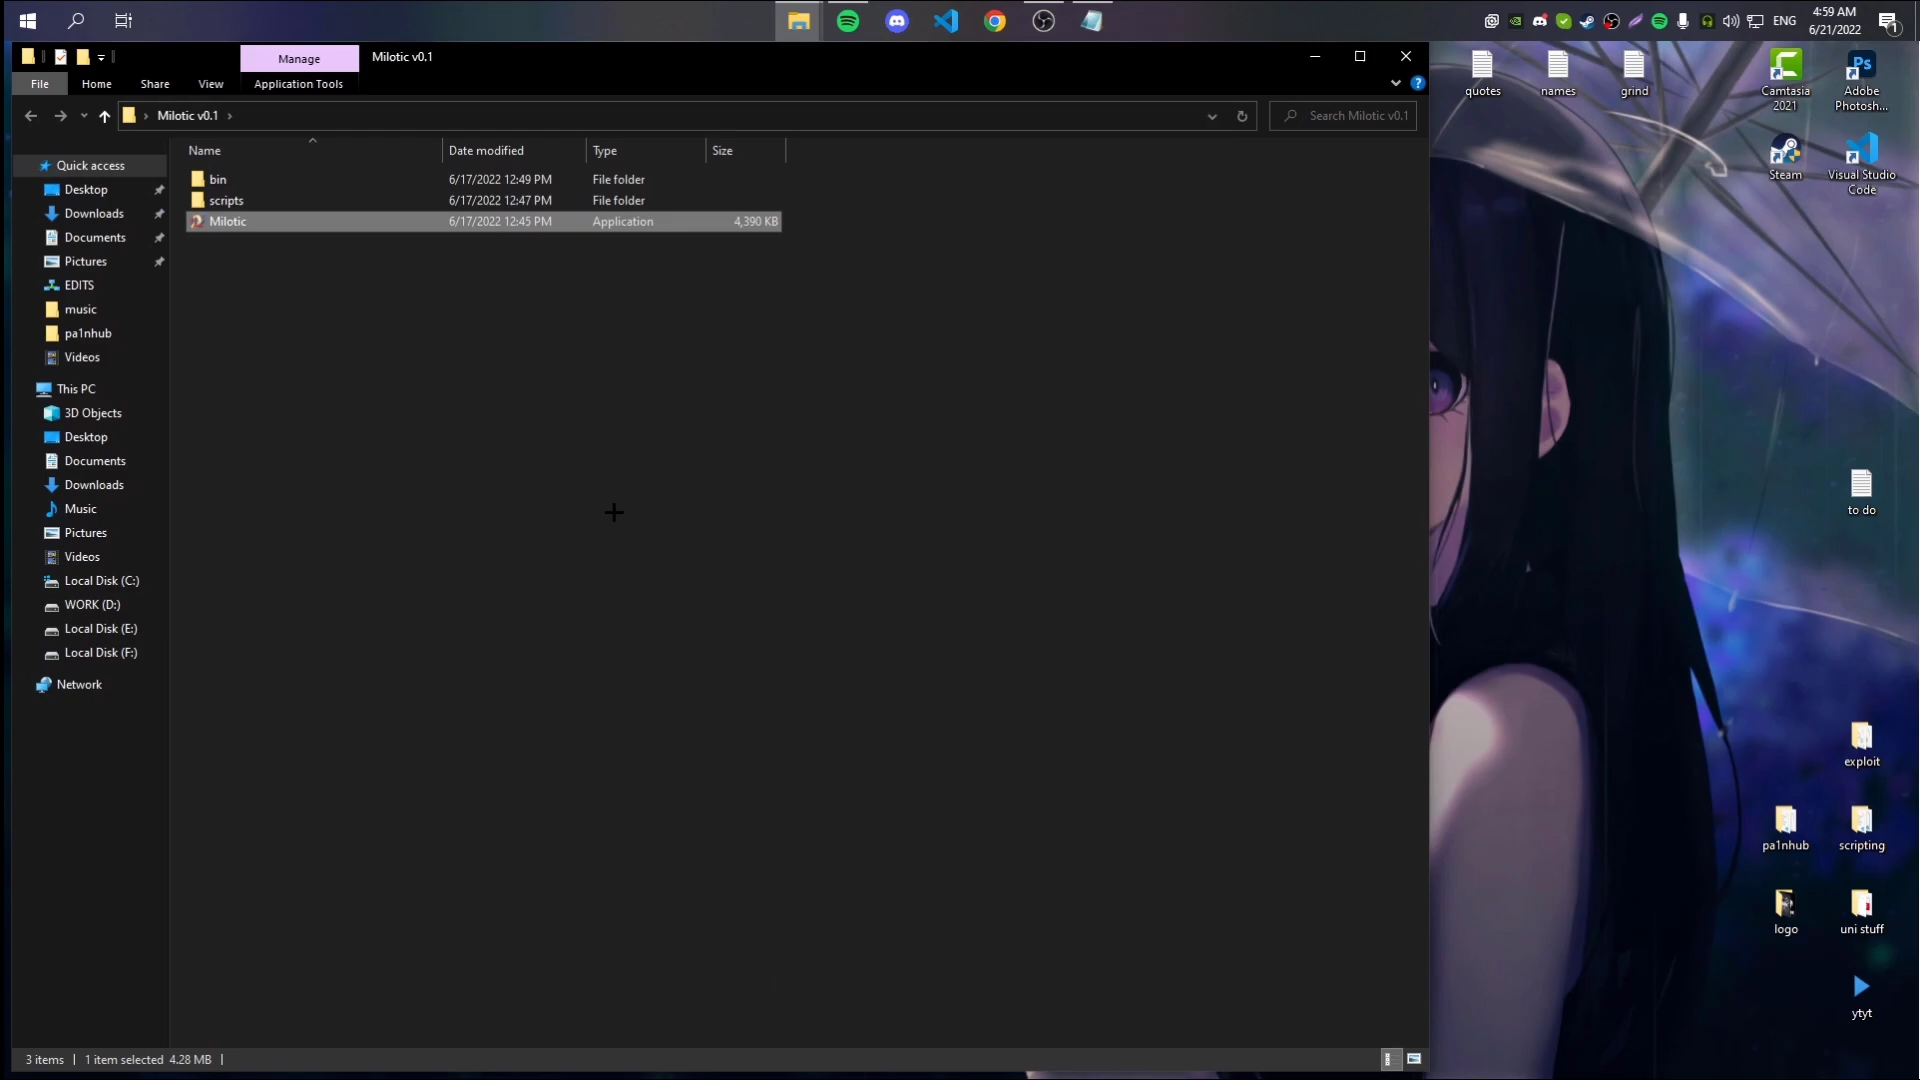 ENG
4:59 AM
6/21/2022
1
Manage
Milotic v0.1
File
Home
Share
View
Application Tools
Milotic v0.1
Search Milotic v0.1
Name
Date modified
Type
Size
bin
6/17/2022 12:49 PM
File folder
scripts
6/17/2022 12:47 PM
File folder
Milotic
6/17/2022 12:45 PM
Application
4,390 KB
Quick access
Desktop
Downloads
Documents
Pictures
EDITS
music
pa1nhub
Videos
This PC
3D Objects
Desktop
Documents
Downloads
Music
Pictures
Videos
Local Disk (C:)
WORK (D:)
Local Disk (E:)
Local Disk (F:)
Network
3 items
1 item selected 4.28 MB
quotes
names
grind
Camtasia
2021
Ps
Adobe
Photosh...
Steam
Visual Studio
Code
to do
exploit
pa1nhub
scripting
logo
uni stuff
ytyt